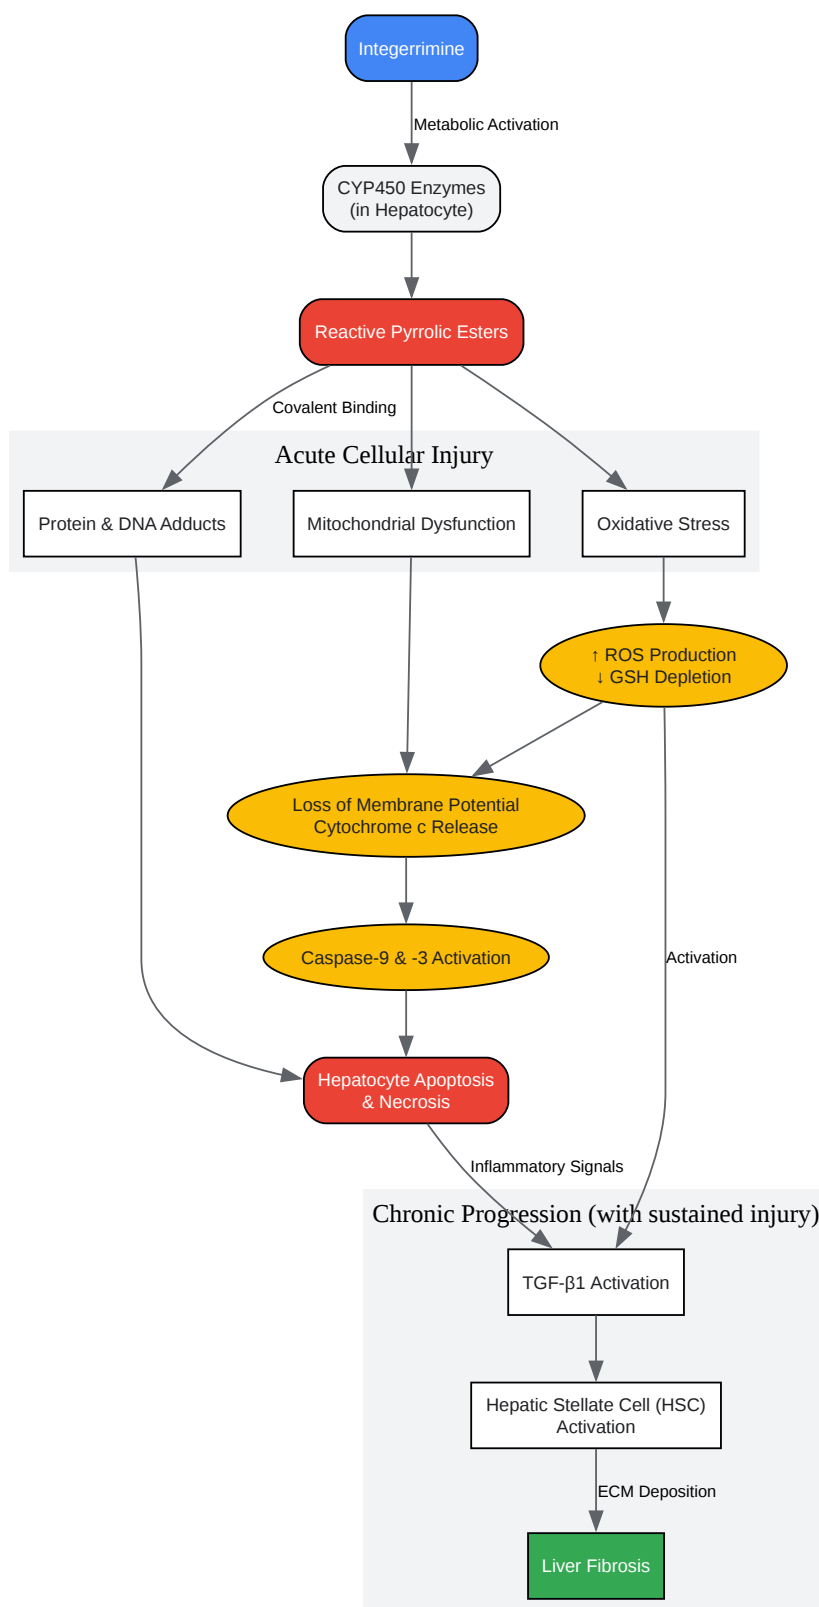 Integerrimine
Metabolic Activation
CYP450 Enzymes
(in Hepatocyte)
Reactive Pyrrolic Esters
Covalent Binding
Acute Cellular Injury
Protein & DNA Adducts
Mitochondrial Dysfunction
Oxidative Stress
↑ ROS Production
↓ GSH Depletion
Loss of Membrane Potential
Cytochrome c Release
Caspase-9 & -3 Activation
Activation
Hepatocyte Apoptosis
& Necrosis
Inflammatory Signals
Chronic Progression (with sustained injury)
TGF-β1 Activation
Hepatic Stellate Cell (HSC)
Activation
ECM Deposition
Liver Fibrosis